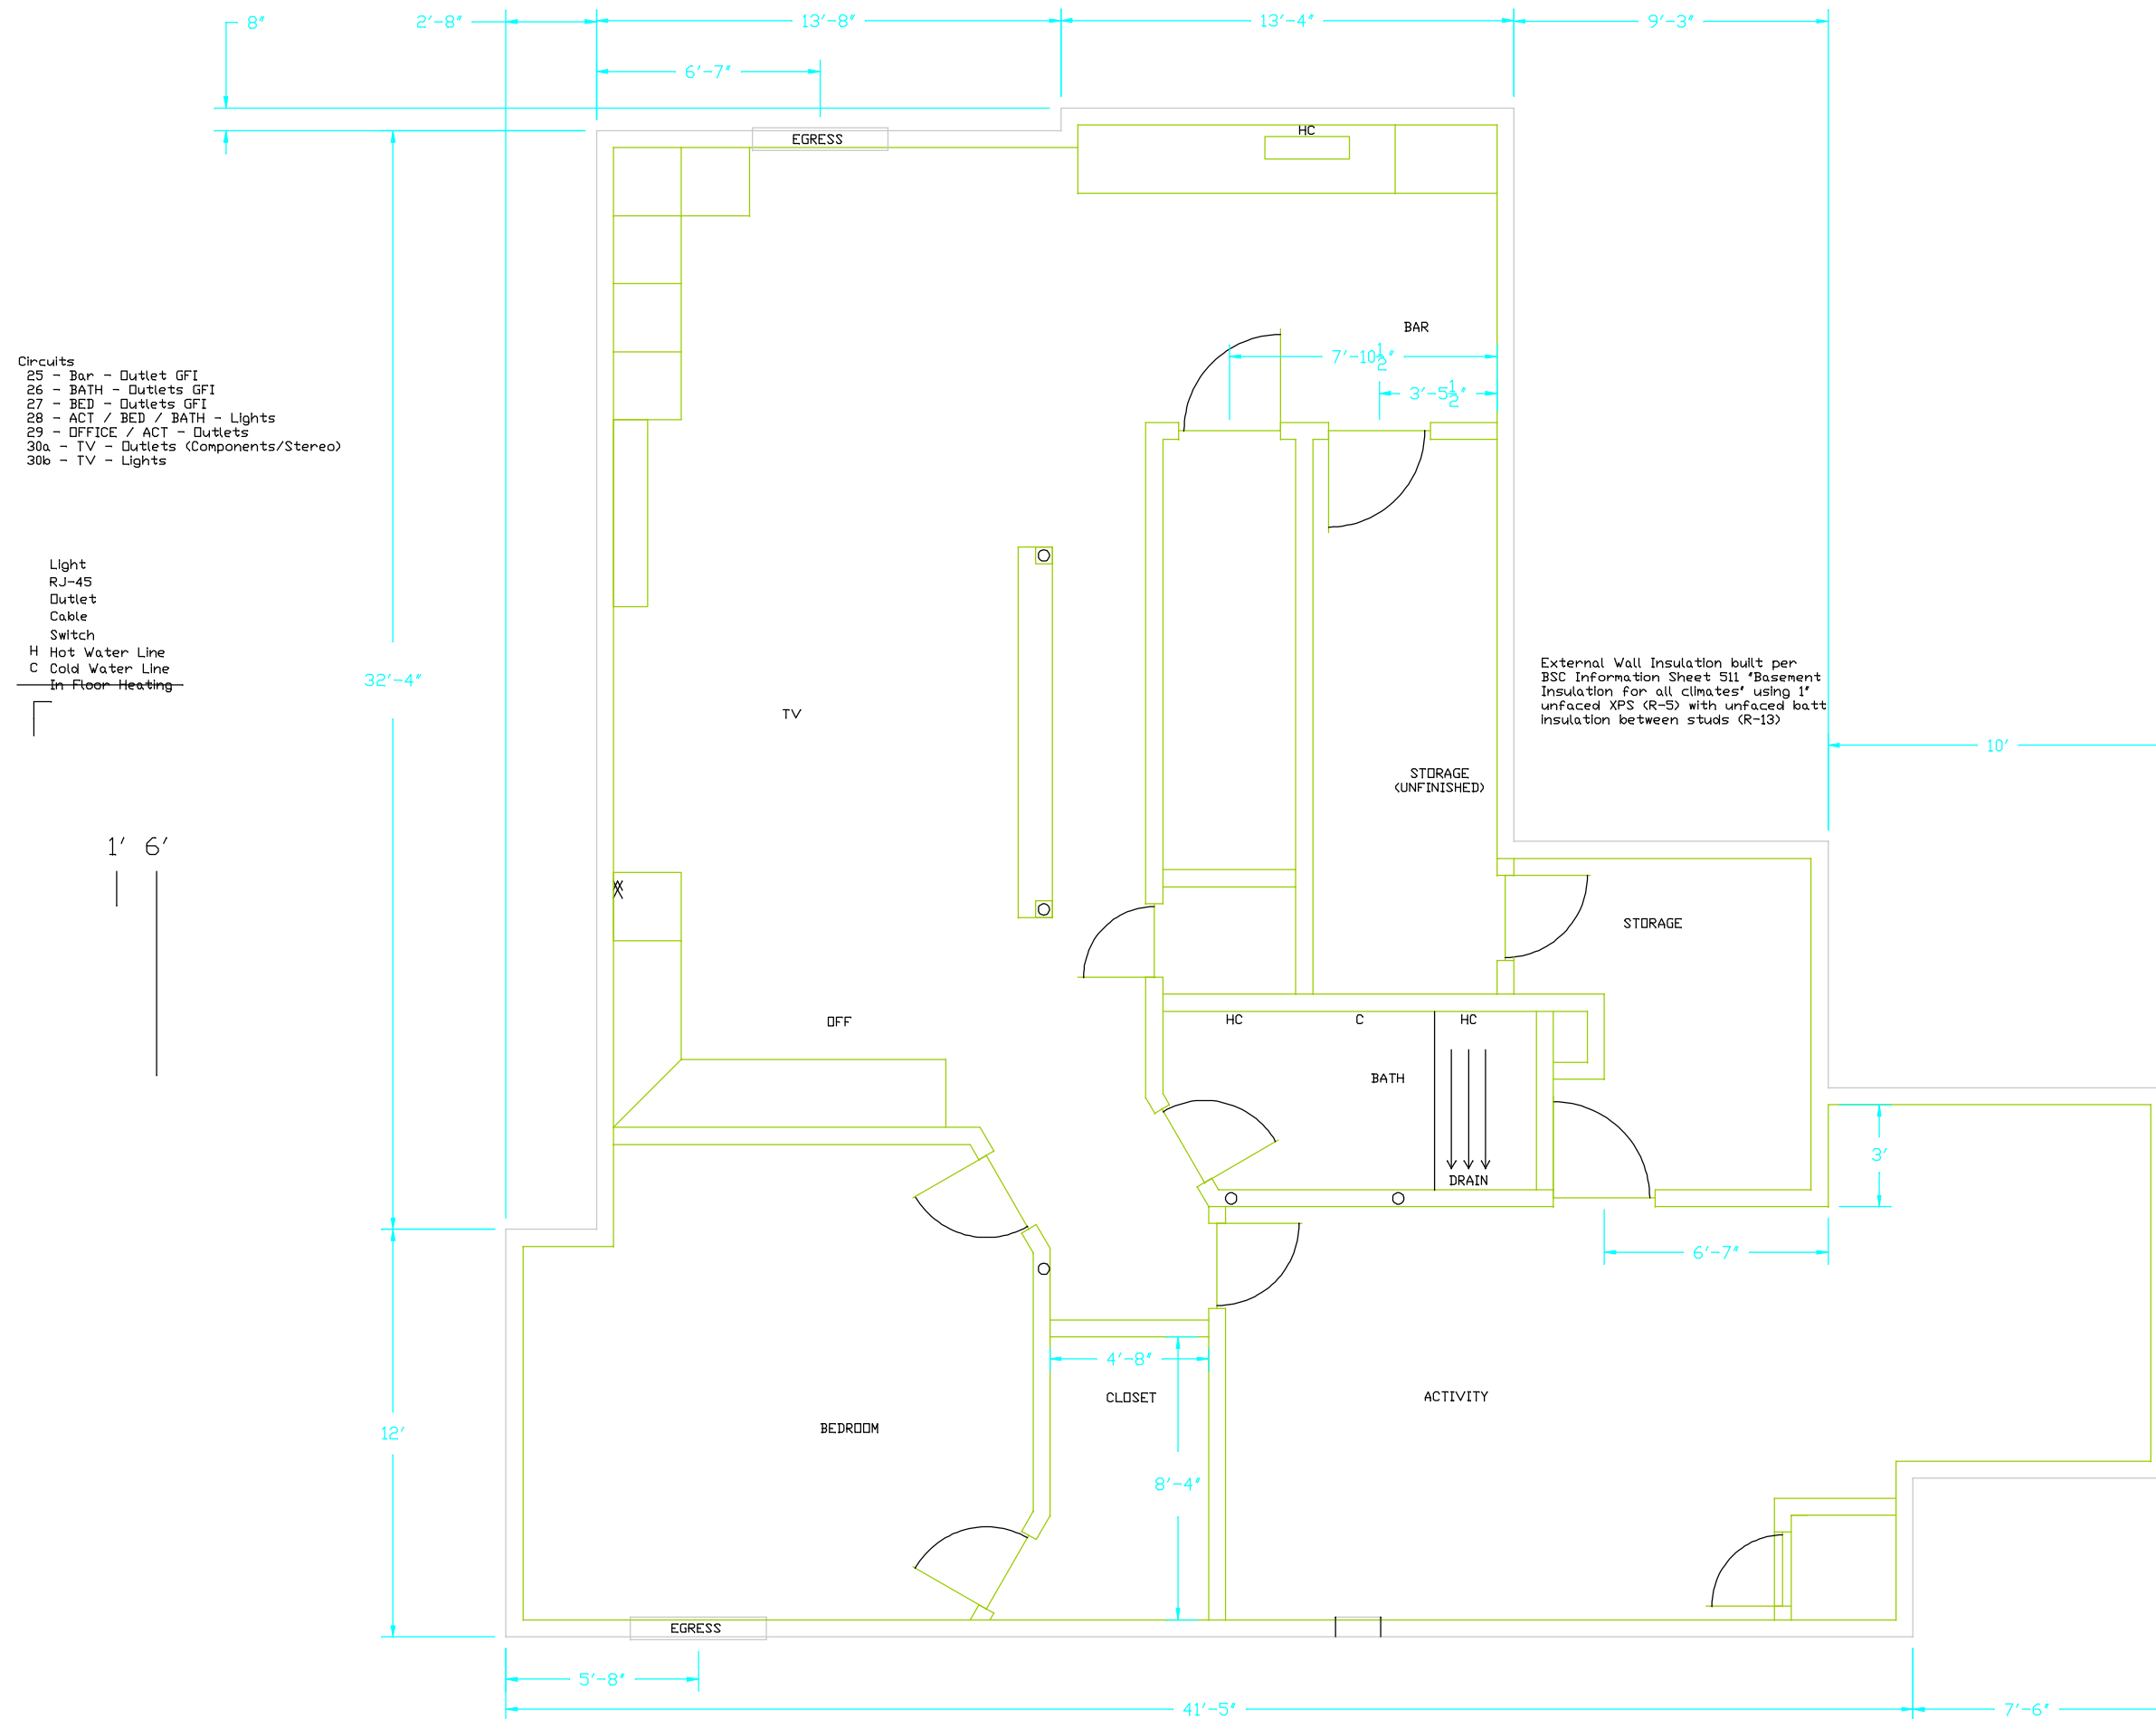 8"
2'-8"
13'-8"
13'-4"
9'-3"
6'-7"
EGRESS
HC
BAR
7'-10 1/2"
3'-5 1/2"
Circuits
25 - Bar - Outlet GFI
26 - BATH - Outlets GFI
27 - BED - Outlets GFI
28 - ACT / BED / BATH - Lights
29 - OFFICE / ACT - Outlets
30a - TV - Outlets (Components/Stereo)
30b - TV - Lights
Light
RJ-45
Outlet
Cable
Switch
H Hot Water Line
C Cold Water Line
In Floor Heating
32'-4"
External Wall Insulation built per
BSC Information Sheet 511 "Basement
Insulation for all climates" using 1"
unfaced XPS (R-5) with unfaced batt
insulation between studs (R-13)
TV
10'
STORAGE
(UNFINISHED)
1' 6'
STORAGE
OFF
HC
C
HC
BATH
3'
DRAIN
6'-7"
4'-8"
CLOSET
ACTIVITY
BEDROOM
12'
8'-4"
EGRESS
5'-8"
41'-5"
7'-6"